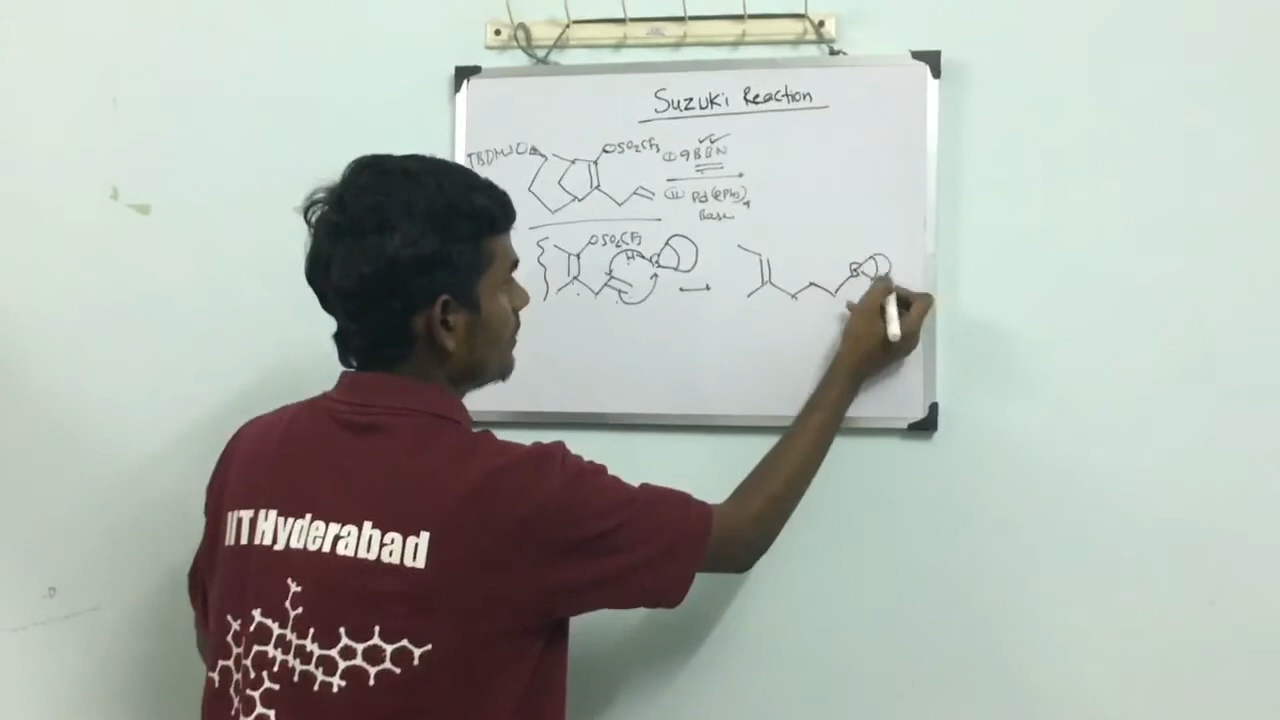 Suzuki Reaction
TBDMSO
OSO2CF3
① 9BBN
② Pd(PPh3)4
Base
OSO2CF3
H
B
B
IIT Hyderabad